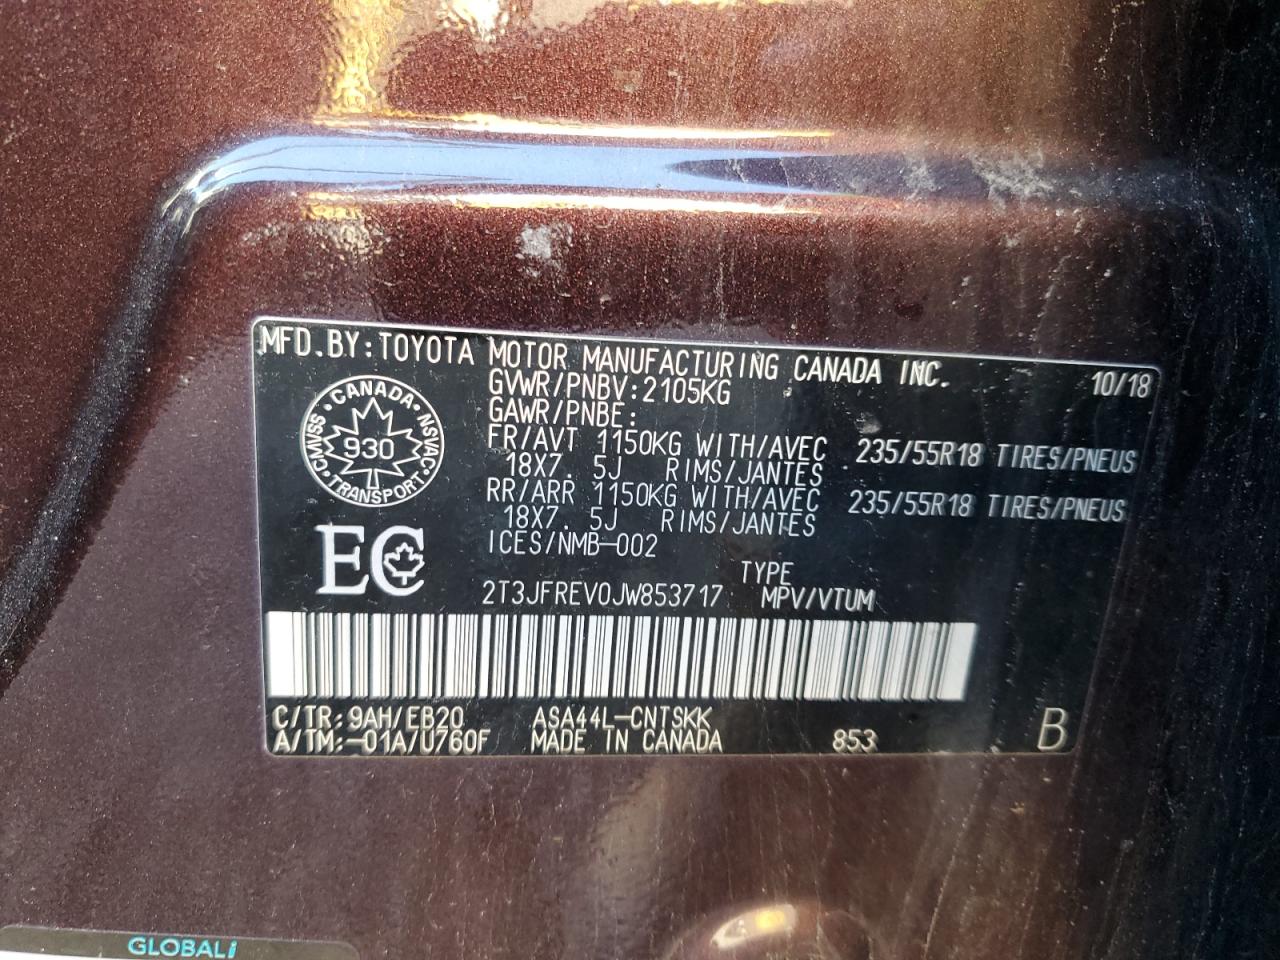 MFD.BY:TOYOTA MOTOR MANUFACTURING CANADA INC. 10/18
GVWR/PNBV:2105KG
GAWR/PNBE:
FR/AVT 1150KG WITH/AVEC 235/55R18 TIRES/PNEUS
18X7.5J RIMS/JANTES
RR/ARR 1150KG WITH/AVEC 235/55R18 TIRES/PNEUS
18X7.5J RIMS/JANTES
ICES/NMB-002
CANADA
CMVSS 930 NSVAC
TRANSPORT
EC
TYPE
2T3JFREV0JW853717 MPV/VTUM
C/TR:9AH/EB20 ASA44L-CNTSKK
A/TM:-01A/U760F MADE IN CANADA 853 B
GLOBALi